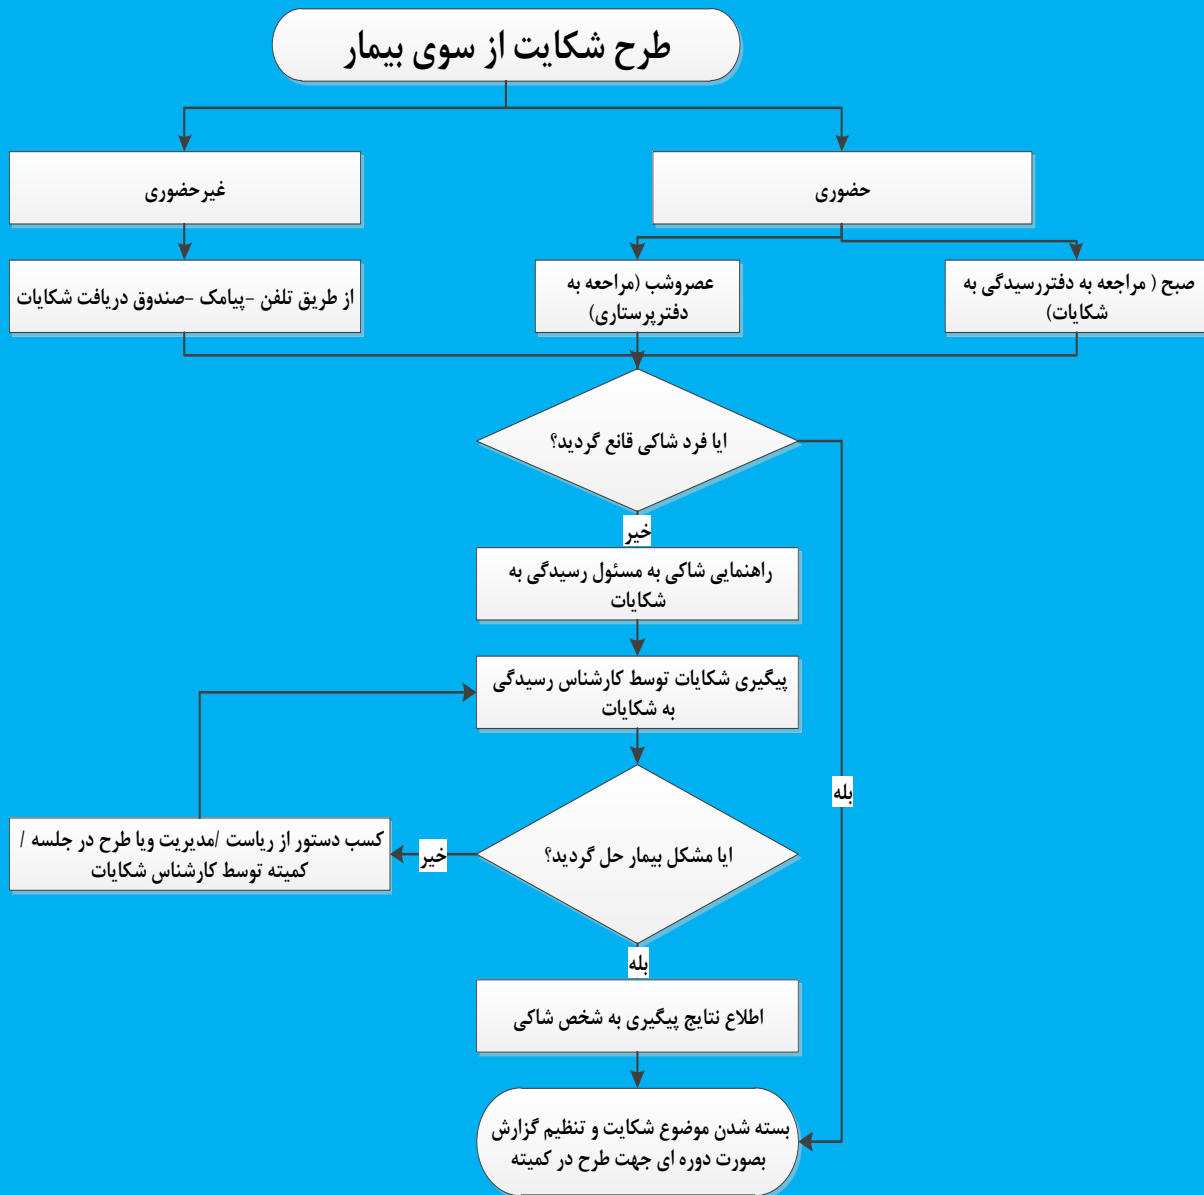 طرح شکایت از سوی بیمار
حضوری
غیرحضوری
صبح ( مراجعه به دفتررسیدگی به
شکایات)
عصروشب (مراحعه به
دفترپرستاری)
از طریق تلفن -پیامک -صندوق دریافت شکایات
ایا فرد شاکی قانع گردید؟
خیر
راهنمایی شاکی به مسئول رسیدگی به
شکایات
پیگیری شکایات توسط کارشناس رسیدگی
به شکایات
بله
ایا مشکل بیمار حل گردید؟
خیر
کسب دستور از ریاست /مدیریت ویا طرح در جلسه /
کمیته توسط کارشناس شکایات
بله
اطلاع نتایج پیگیری به شخص شاکی
بسته شدن موضوع شکایت و تنظیم گزارش
بصورت دوره ای جهت طرح در کمیته